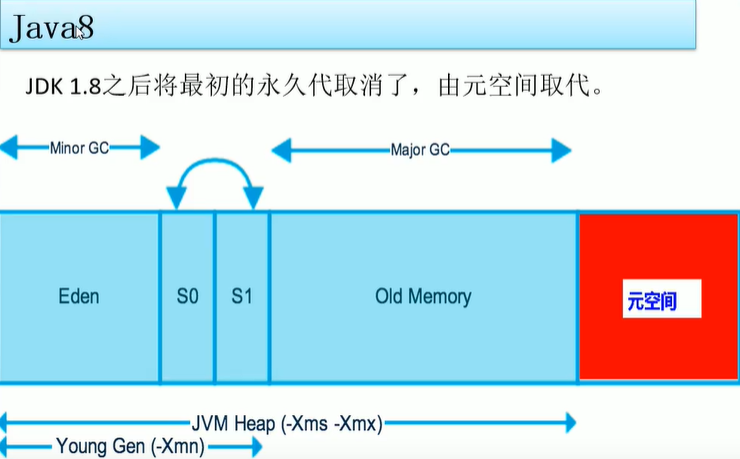 Java8
JDK 1.8之后将最初的永久代取消了，由元空间取代。
Minor GC
Major GC
Eden
S0
S1
Old Memory
元空间
JVM Heap (-Xms -Xmx)
Young Gen (-Xmn)